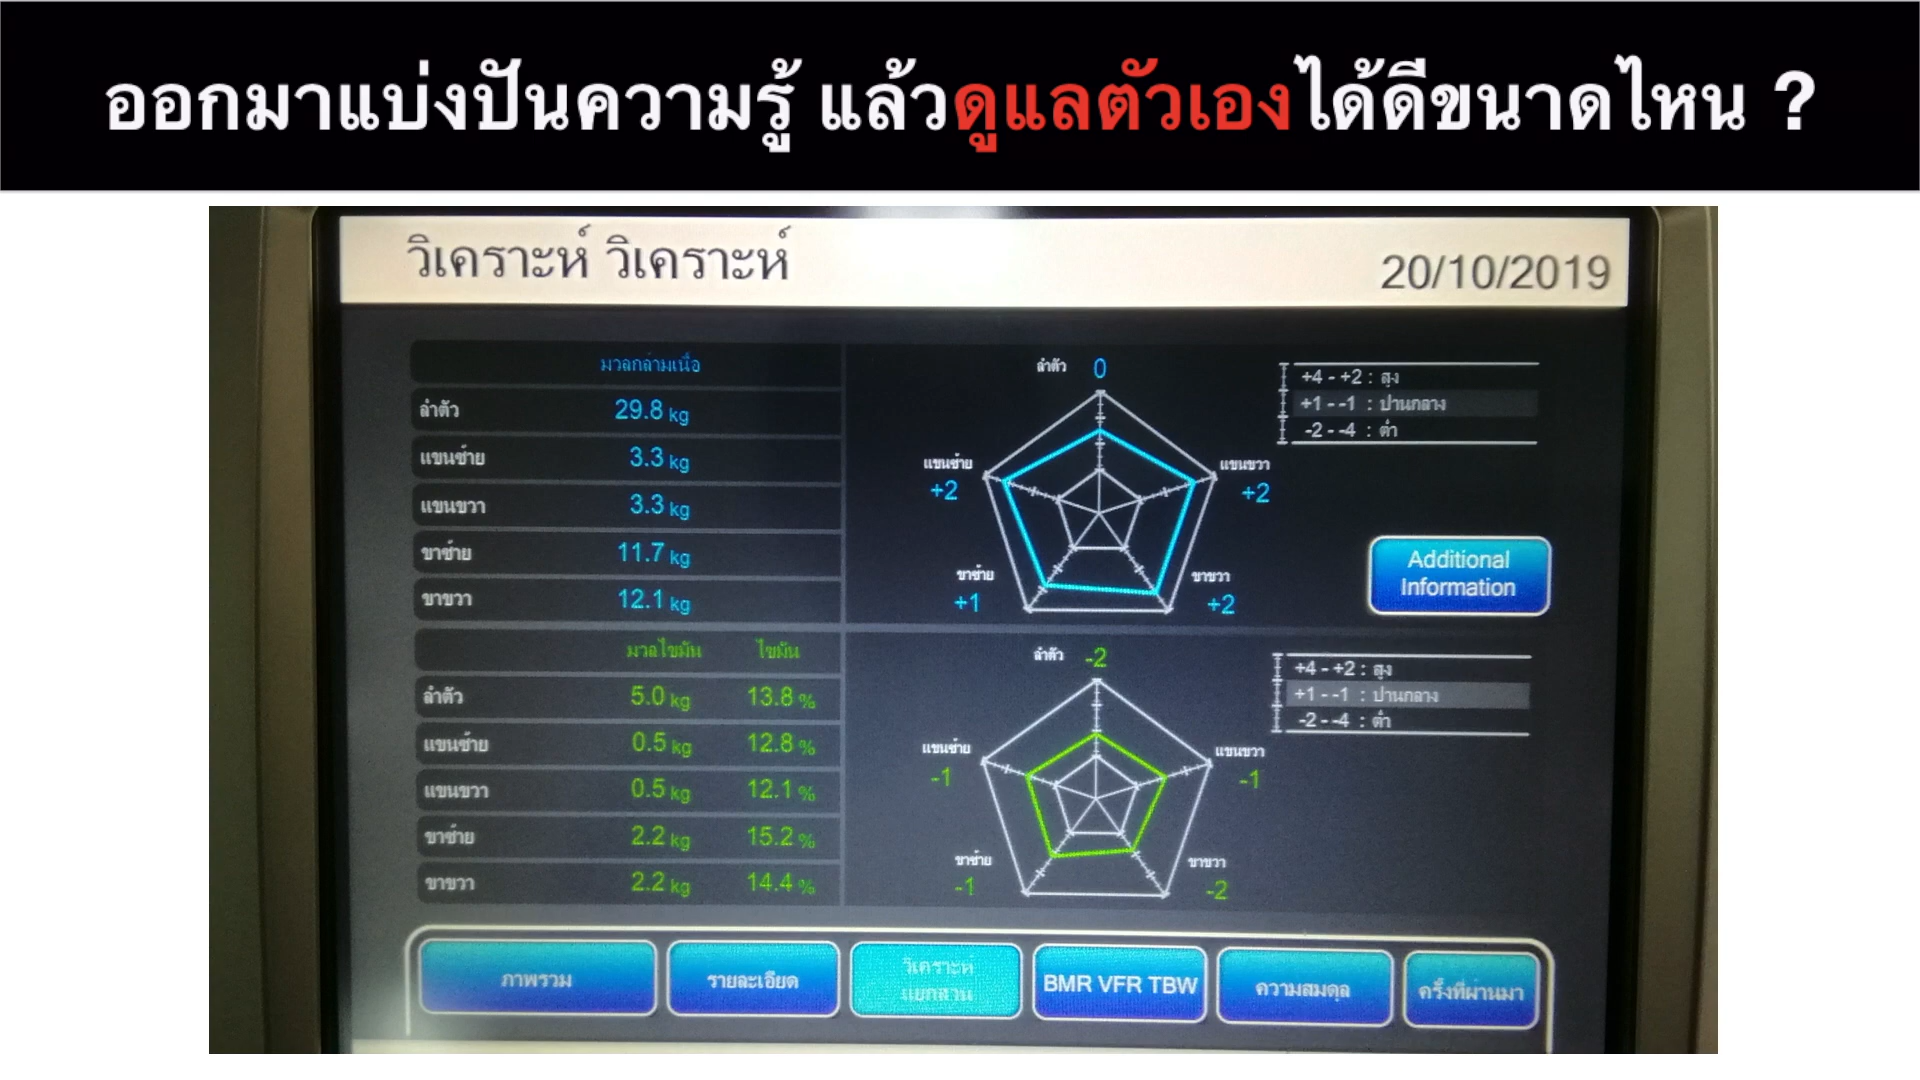 ออกมาแบ่งปันความรู้ แล้วดูแลตัวเองได้ดีขนาดไหน ?
วิเคราะห์ วิเคราะห์
20/10/2019
มวลกล้ามเนื้อ
ลำตัว 29.8 kg
แขนซ้าย 3.3 kg
แขนขวา 3.3 kg
ขาซ้าย 11.7 kg
ขาขวา 12.1 kg
ลำตัว 0
แขนซ้าย +2
แขนขวา +2
ขาซ้าย +1
ขาขวา +2
+4 - +2 : สูง
+1 - -1 : ปานกลาง
-2 - -4 : ต่ำ
Additional
Information
มวลไขมัน ไขมัน
ลำตัว 5.0 kg 13.8 %
แขนซ้าย 0.5 kg 12.8 %
แขนขวา 0.5 kg 12.1 %
ขาซ้าย 2.2 kg 15.2 %
ขาขวา 2.2 kg 14.4 %
ลำตัว -2
แขนซ้าย -1
แขนขวา -1
ขาซ้าย -1
ขาขวา -2
+4 - +2 : สูง
+1 - -1 : ปานกลาง
-2 - -4 : ต่ำ
ภาพรวม
รายละเอียด
วิเคราะห์
แยกส่วน
BMR VFR TBW
ความสมดุล
ครั้งที่ผ่านมา